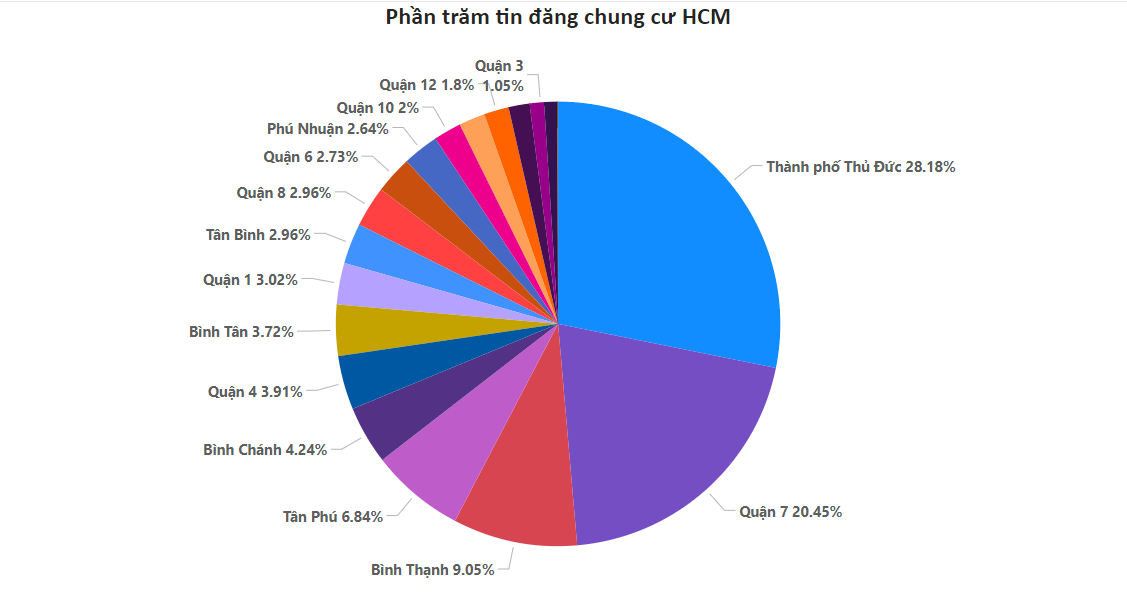 Phần trăm tin đăng chung cư HCM
Quận 3
1.05%
Quận 12 1.8%
Quận 10 2%
Phú Nhuận 2.64%
Quận 6 2.73%
Quận 8 2.96%
Tân Bình 2.96%
Quận 1 3.02%
Bình Tân 3.72%
Quận 4 3.91%
Bình Chánh 4.24%
Tân Phú 6.84%
Bình Thạnh 9.05%
Quận 7 20.45%
Thành phố Thủ Đức 28.18%